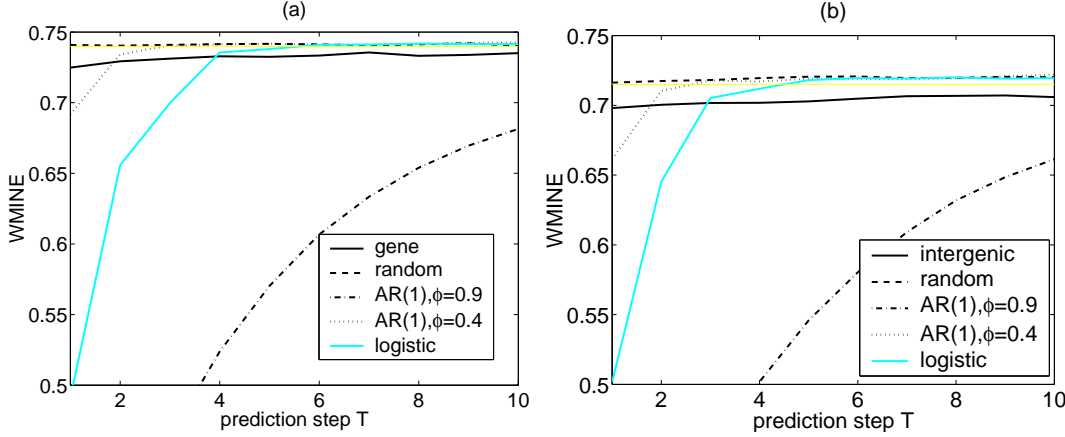 (a)
0.75
0.7
0.65
0.6
0.55
0.5
WMINE
2
4
6
8
10
prediction step T
gene
random
AR(1),ϕ=0.9
AR(1),ϕ=0.4
logistic
(b)
0.75
0.7
0.65
0.6
0.55
0.5
WMINE
2
4
6
8
10
prediction step T
intergenic
random
AR(1),ϕ=0.9
AR(1),ϕ=0.4
logistic